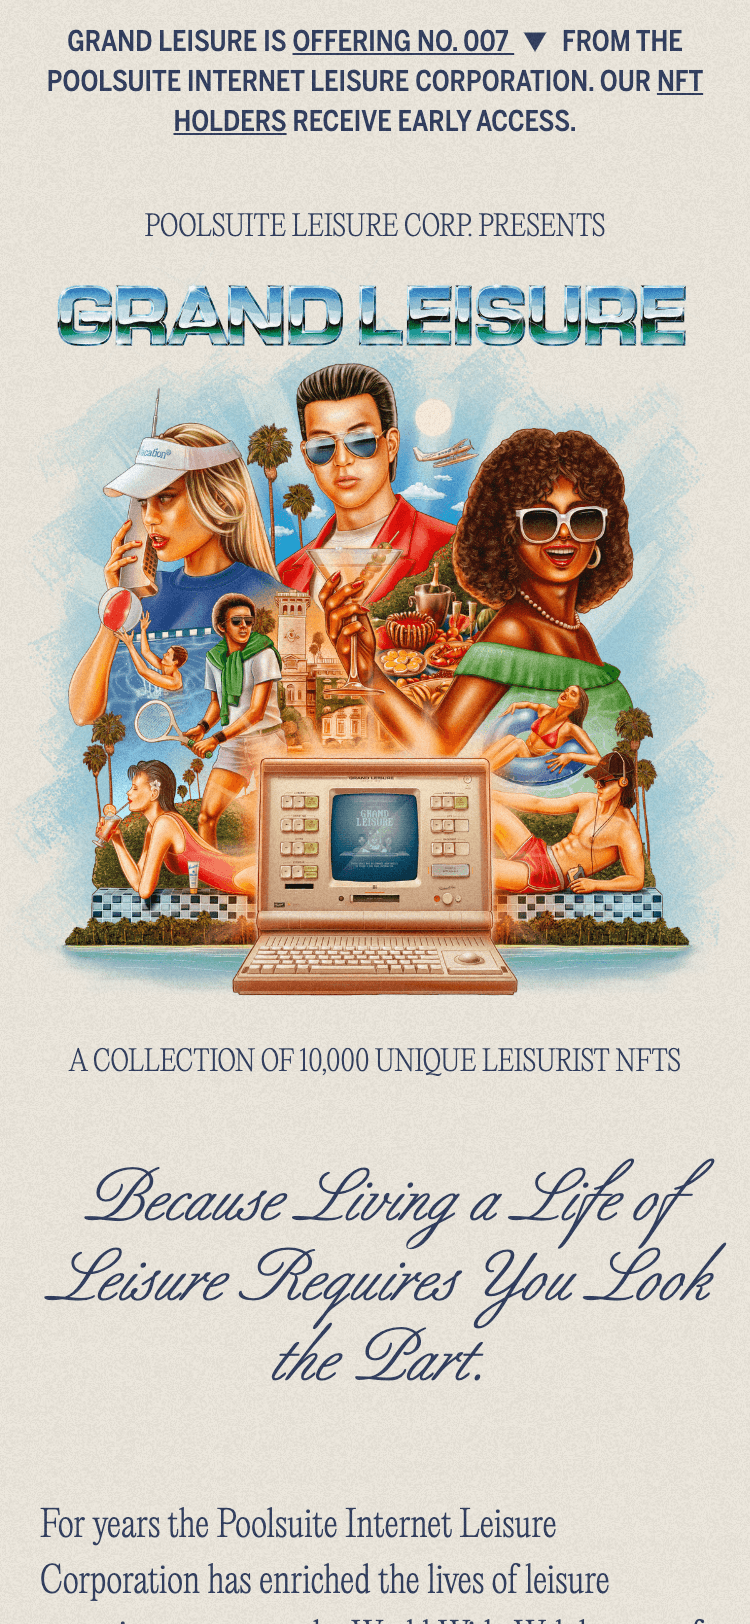 GRAND LEISURE IS OFFERING NO. 007 ▼ FROM THE
POOLSUITE INTERNET LEISURE CORPORATION. OUR NFT
HOLDERS RECEIVE EARLY ACCESS.
POOLSUITE LEISURE CORP. PRESENTS
GRAND LEISURE
GRAND LEISURE
GRAND
LEISURE
A COLLECTION OF 10,000 UNIQUE LEISURIST NFTS
Because Living a Life of
Leisure Requires You Look
the Part.
For years the Poolsuite Internet Leisure
Corporation has enriched the lives of leisure